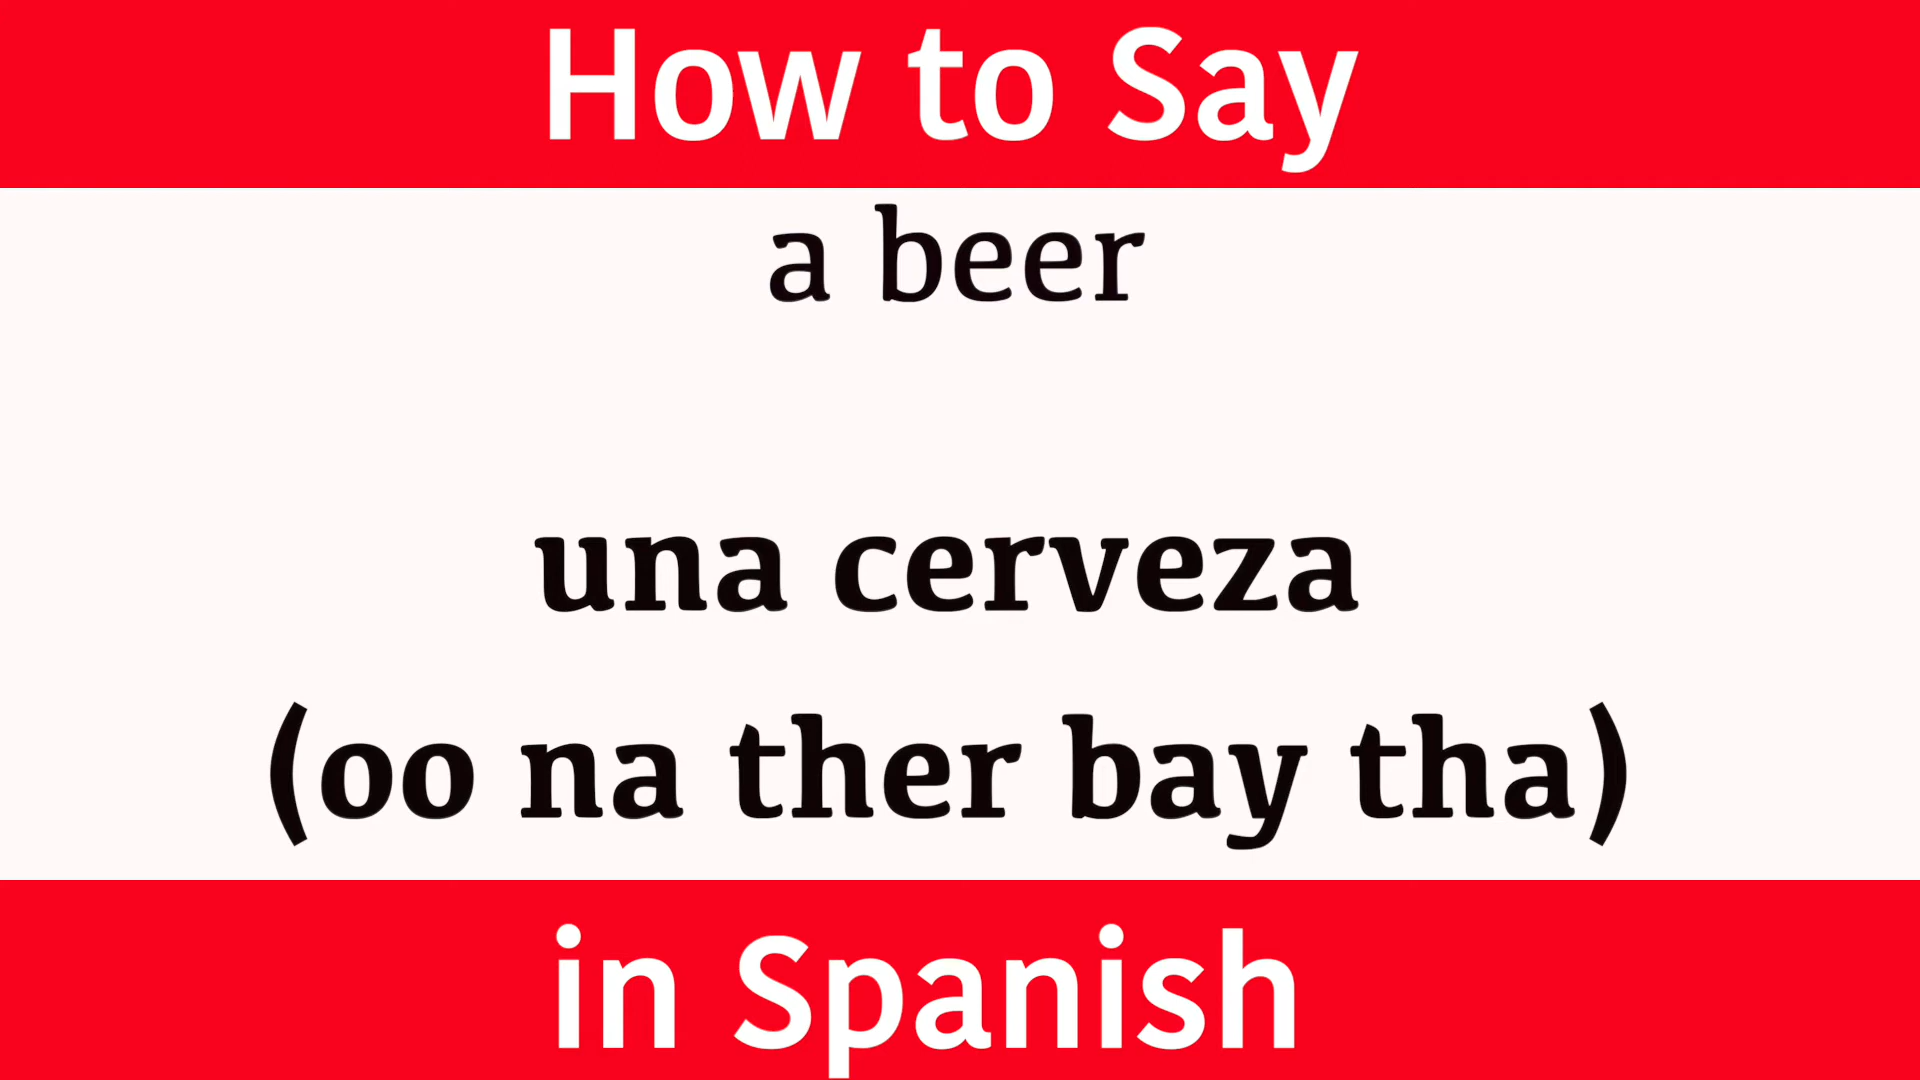 How to Say
a beer
una cerveza
(oo na ther bay tha)
in Spanish